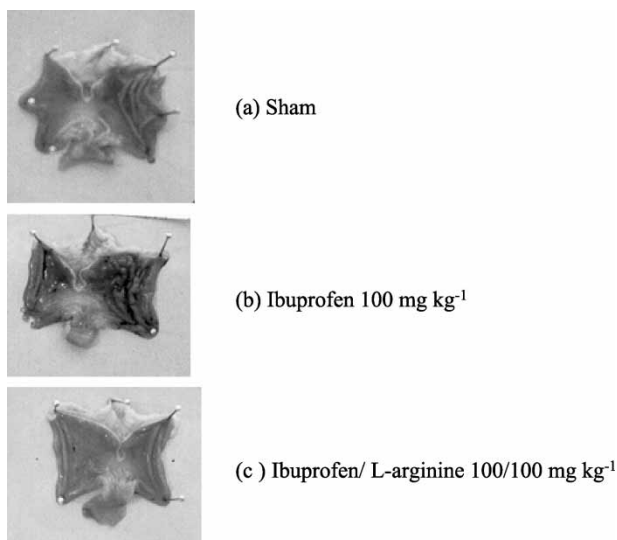 (a) Sham
(b) Ibuprofen 100 mg kg⁻¹
(c ) Ibuprofen/ L-arginine 100/100 mg kg⁻¹